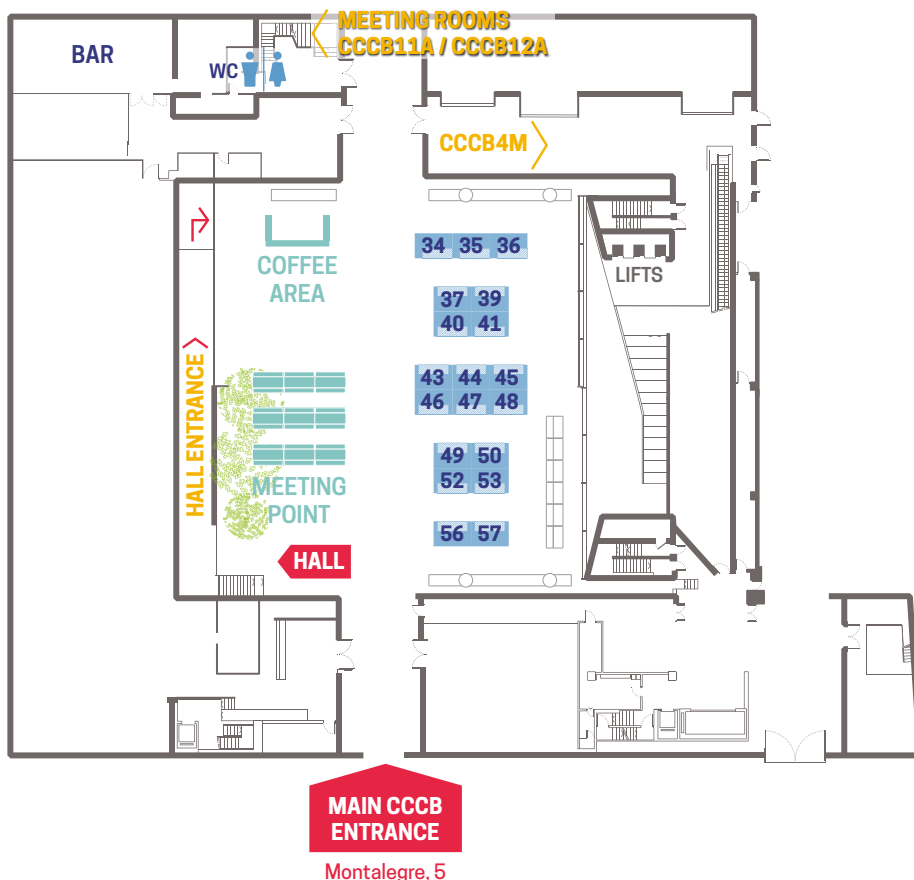 MEETING ROOMS
CCCB11A / CCCB12A
BAR
WC
CCCB4M
COFFEE
AREA
34 35 36
LIFTS
37 39
40 41
HALL ENTRANCE
43 44 45
46 47 48
49 50
52 53
MEETING
POINT
56 57
HALL
MAIN CCCB
ENTRANCE
Montalegre, 5